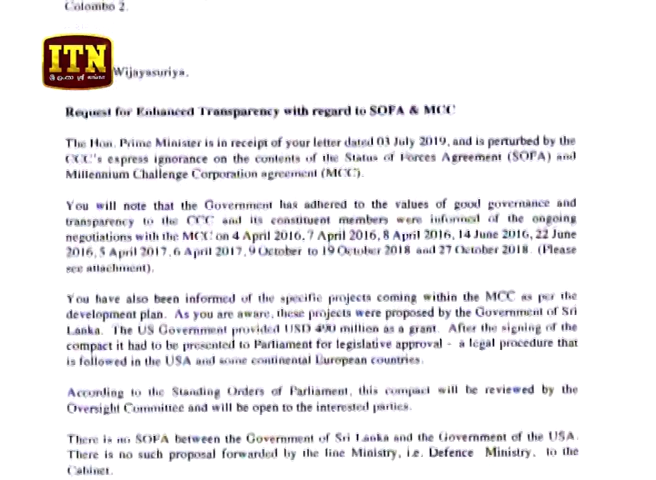 Colombo 2.
ITN
Wijayasuriya.
Request for Enhanced Transparency with regard to SOFA & MCC
The Hon. Prime Minister is in receipt of your letter dated 03 July 2019, and is perturbed by the
CCC's express ignorance on the contents of the Status of Forces Agreement (SOFA) and
Millennium Challenge Corporation agreement (MCC).
You will note that the Government has adhered to the values of good governance and
transparency to the CCC and its constituent members were informed of the ongoing
negotiations with the MCC on 4 April 2016, 7 April 2016, 8 April 2016, 14 June 2016, 22 June
2016, 5 April 2017, 6 April 2017, 9 October to 19 October 2018 and 27 October 2018. (Please
see attachment).
You have also been informed of the specific projects coming within the MCC as per the
development plan. As you are aware, these projects were proposed by the Government of Sri
Lanka. The US Government provided USD 490 million as a grant. After the signing of the
compact it had to be presented to Parliament for legislative approval - a legal procedure that
is followed in the USA and some continental European countries.
According to the Standing Orders of Parliament, this compact will be reviewed by the
Oversight Committee and will be open to the interested parties.
There is no SOFA between the Government of Sri Lanka and the Government of the USA.
There is no such proposal forwarded by the line Ministry, i.e. Defence Ministry, to the
Cabinet.